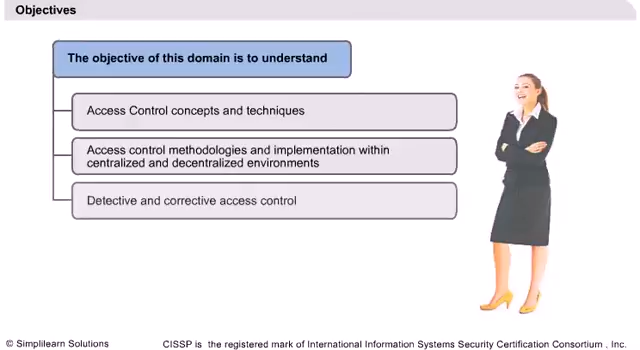 Objectives
The objective of this domain is to understand
Access Control concepts and techniques
Access control methodologies and implementation within
centralized and decentralized environments
Detective and corrective access control
© Simplilearn Solutions
CISSP is the registered mark of International Information Systems Security Certification Consortium , Inc.